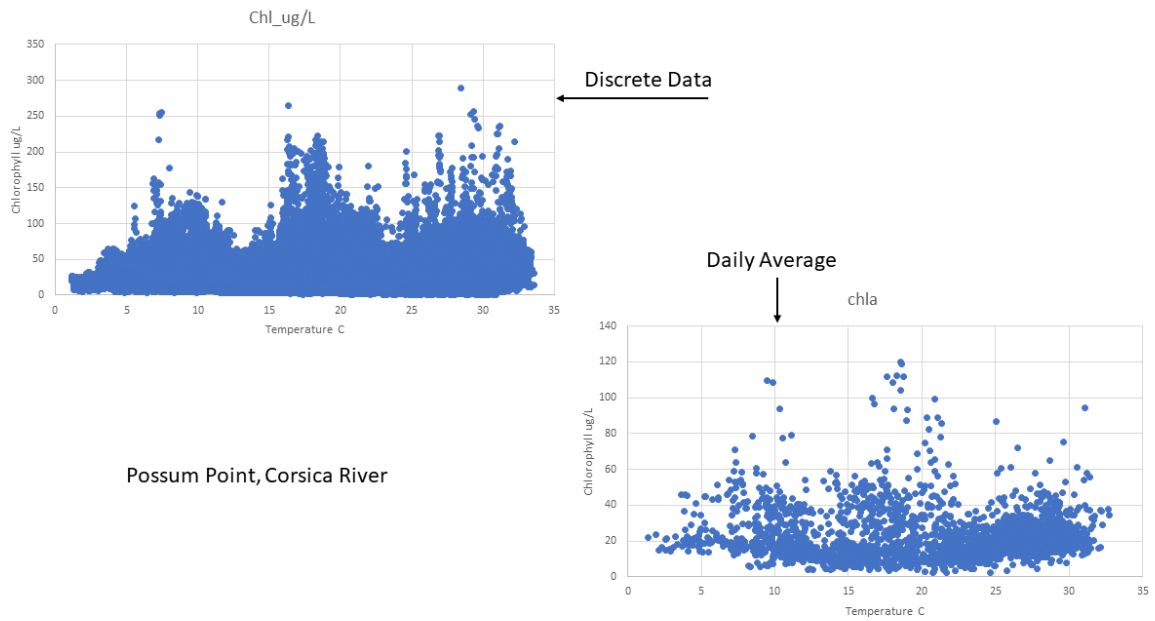 Chl_ug/L
350
300
250
200
150
100
50
0
Chlorophyll ug/L
0 5 10 15 20 25 30 35
Temperature C
Discrete Data
Daily Average
chla
140
120
100
80
60
40
20
0
Chlorophyll ug/L
0 5 10 15 20 25 30 35
Temperature C
Possum Point, Corsica River